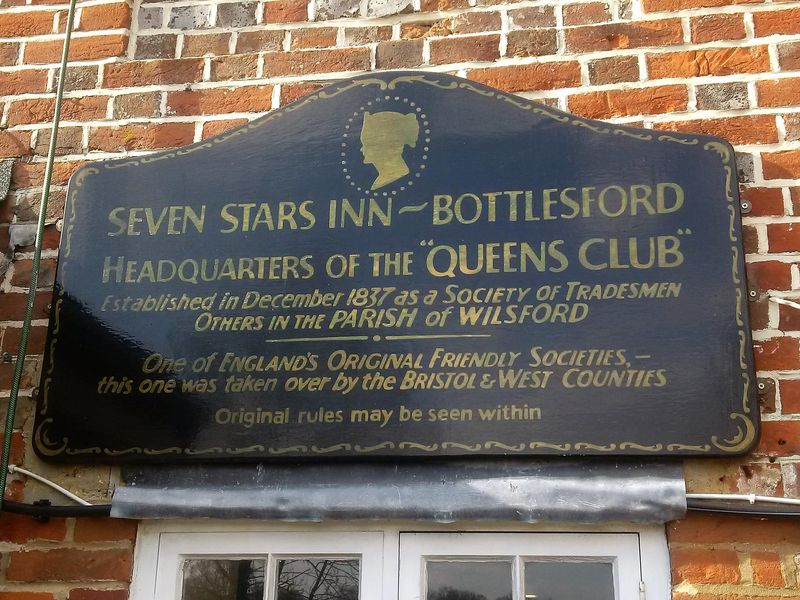 SEVEN STARS INN ~ BOTTLESFORD
HEADQUARTERS OF THE "QUEENS CLUB"
Established in December 1837 as a SOCIETY OF TRADESMEN
OTHERS IN THE PARISH of WILSFORD
One of ENGLAND'S ORIGINAL FRIENDLY SOCIETIES, —
this one was taken over by the BRISTOL & WEST COUNTIES
Original rules may be seen within